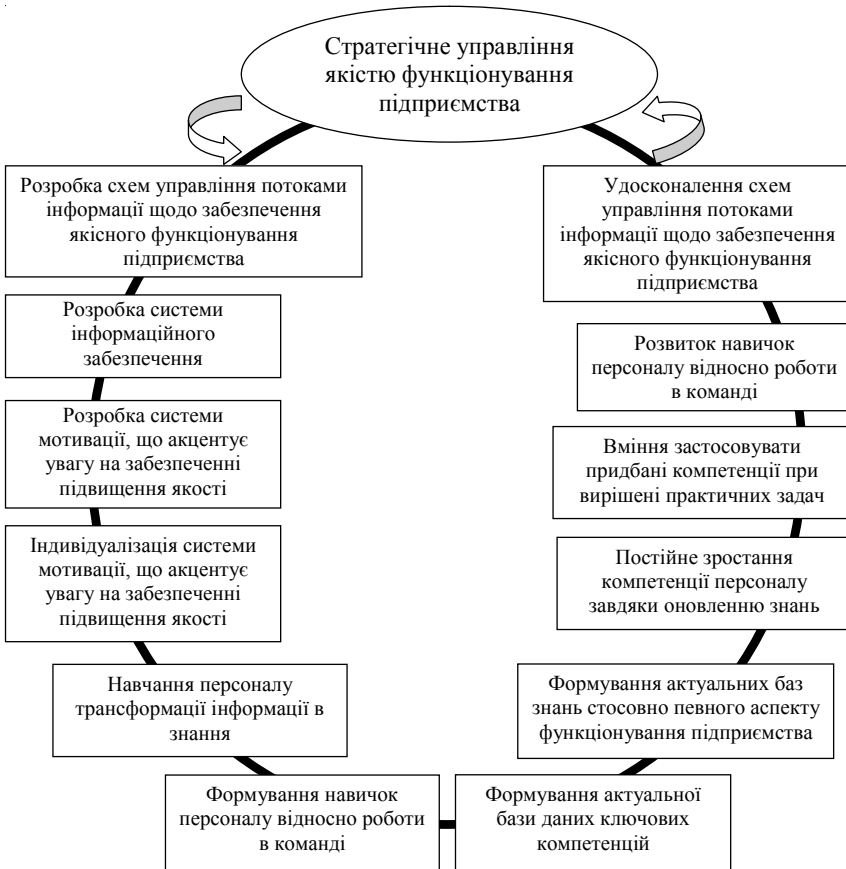 Стратегічне управління
якістю функціонування
підприємства
Розробка схем управління потоками
інформації щодо забезпечення
якісного функціонування
підприємства
Розробка системи
інформаційного
забезпечення
Розробка системи
мотивації, що акцентує
увагу на забезпеченні
підвищення якості
Індивідуалізація системи
мотивації, що акцентує
увагу на забезпеченні
підвищення якості
Навчання персоналу
трансформації інформації в
знання
Формування навичок
персоналу відносно роботи
в команді
Формування актуальної
бази даних ключових
компетенцій
Формування актуальних баз
знань стосовно певного аспекту
функціонування підприємства
Постійне зростання
компетенції персоналу
завдяки оновленню знань
Вміння застосовувати
придбані компетенції при
вирішені практичних задач
Розвиток навичок
персоналу відносно роботи
в команді
Удосконалення схем
управління потоками
інформації щодо забезпечення
якісного функціонування
підприємства